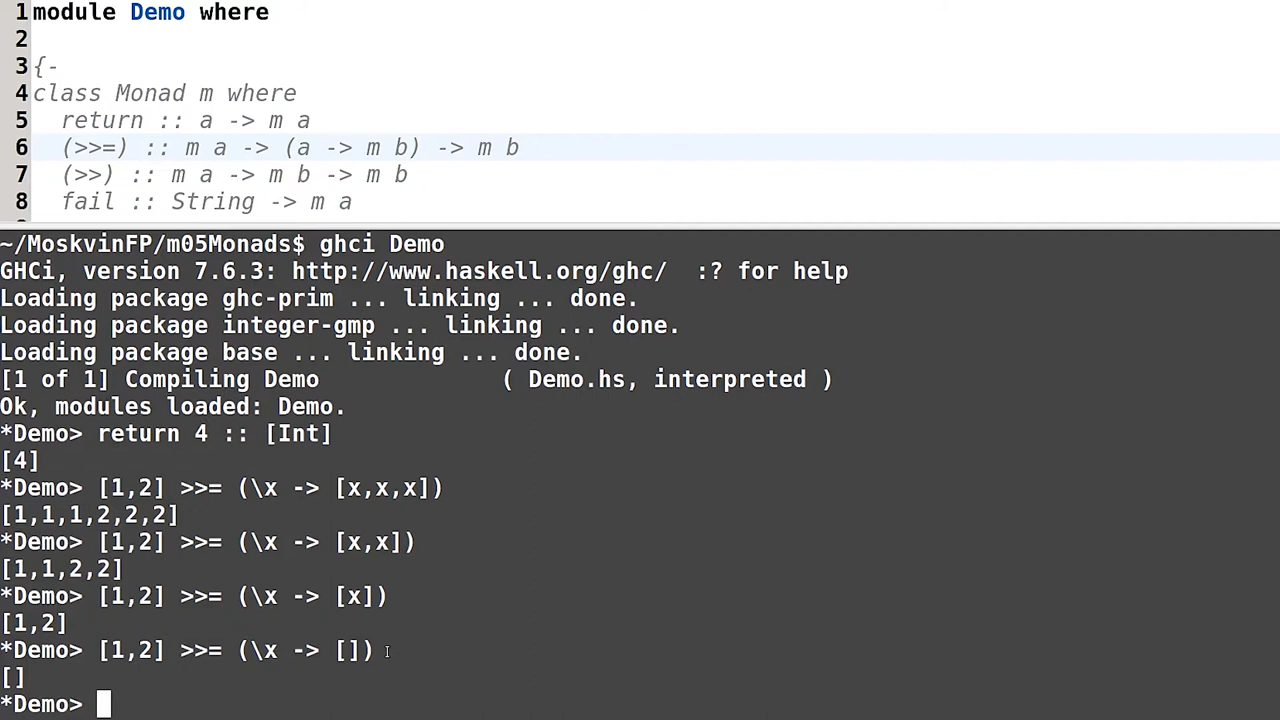 1 module Demo where
2
3 {-
4 class Monad m where
5   return :: a -> m a
6   (>>=) :: m a -> (a -> m b) -> m b
7   (>>) :: m a -> m b -> m b
8   fail :: String -> m a
~/MoskvinFP/m05Monads$ ghci Demo
GHCi, version 7.6.3: http://www.haskell.org/ghc/  :? for help
Loading package ghc-prim ... linking ... done.
Loading package integer-gmp ... linking ... done.
Loading package base ... linking ... done.
[1 of 1] Compiling Demo             ( Demo.hs, interpreted )
Ok, modules loaded: Demo.
*Demo> return 4 :: [Int]
[4]
*Demo> [1,2] >>= (\x -> [x,x,x])
[1,1,1,2,2,2]
*Demo> [1,2] >>= (\x -> [x,x])
[1,1,2,2]
*Demo> [1,2] >>= (\x -> [x])
[1,2]
*Demo> [1,2] >>= (\x -> [])
[]
*Demo>